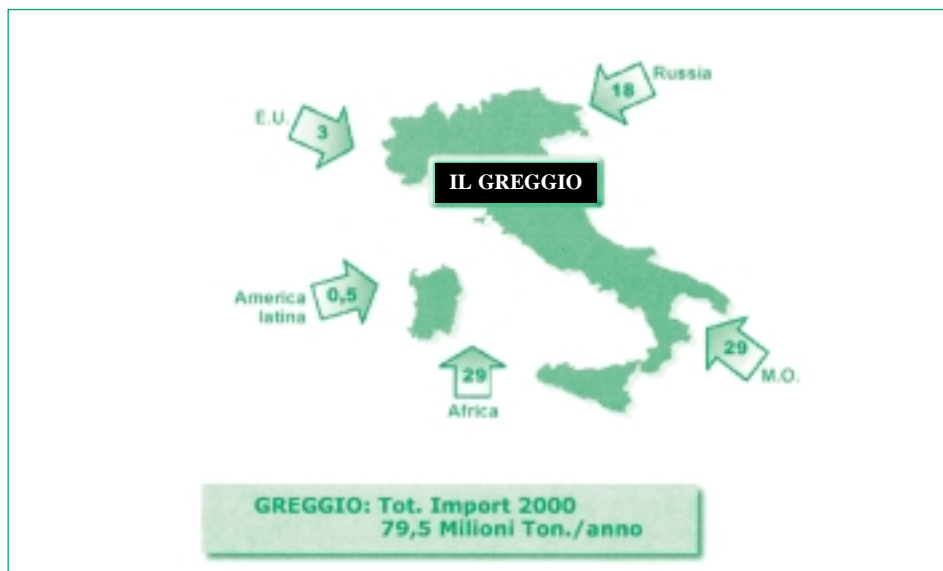 Russia
18
E.U.
3
IL GREGGIO
America
latina
0,5
29
Africa
29
M.O.
GREGGIO: Tot. Import 2000
79,5 Milioni Ton./anno